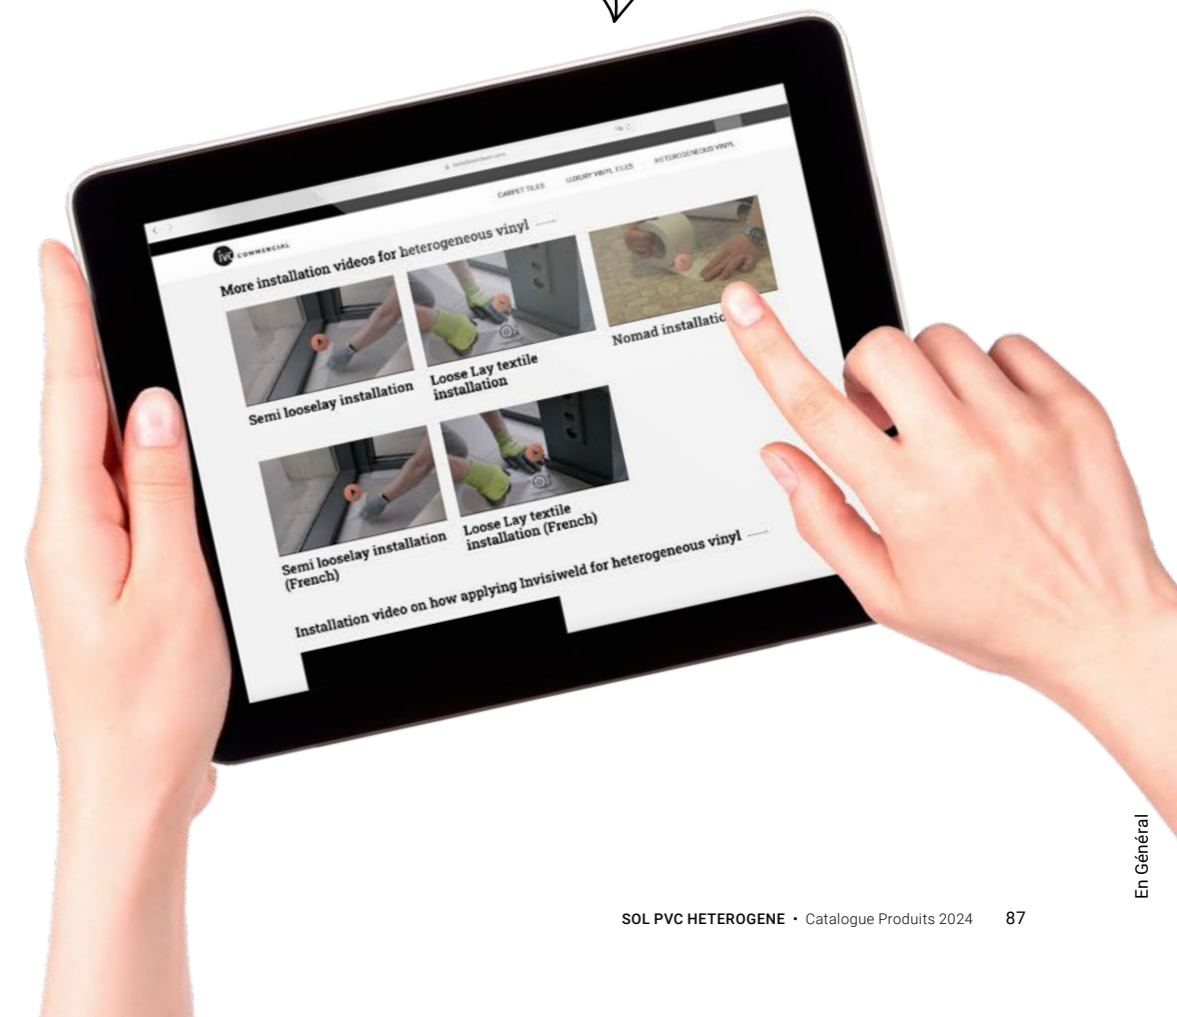 CARPET TILES
LUXURY VINYL TILES
HETEROGENEOUS VINYL
ivc COMMERCIAL
More installation videos for heterogeneous vinyl
Semi looselay installation
Loose Lay textile
installation
Nomad installatio
Semi looselay installation
(French)
Loose Lay textile
installation (French)
Installation video on how applying Invisiweld for heterogeneous vinyl
En Général
SOL PVC HETEROGENE • Catalogue Produits 2024 87